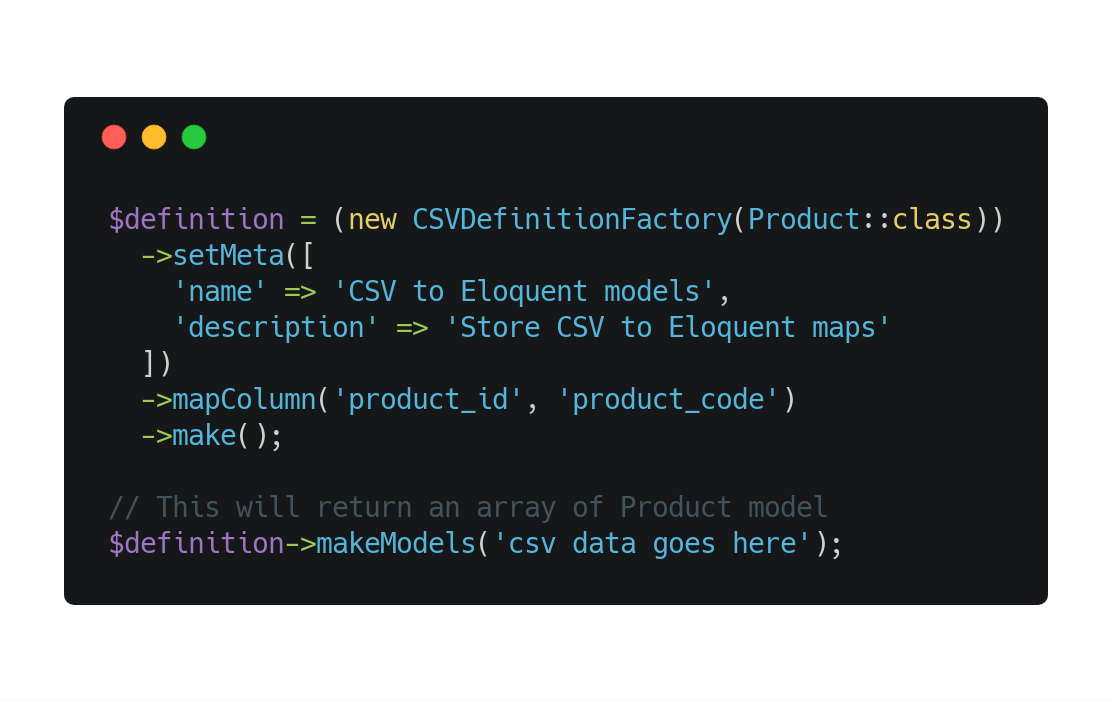 $definition = (new CSVDefinitionFactory(Product::class))
  ->setMeta([
    'name' => 'CSV to Eloquent models',
    'description' => 'Store CSV to Eloquent maps'
  ])
  ->mapColumn('product_id', 'product_code')
  ->make();

// This will return an array of Product model
$definition->makeModels('csv data goes here');